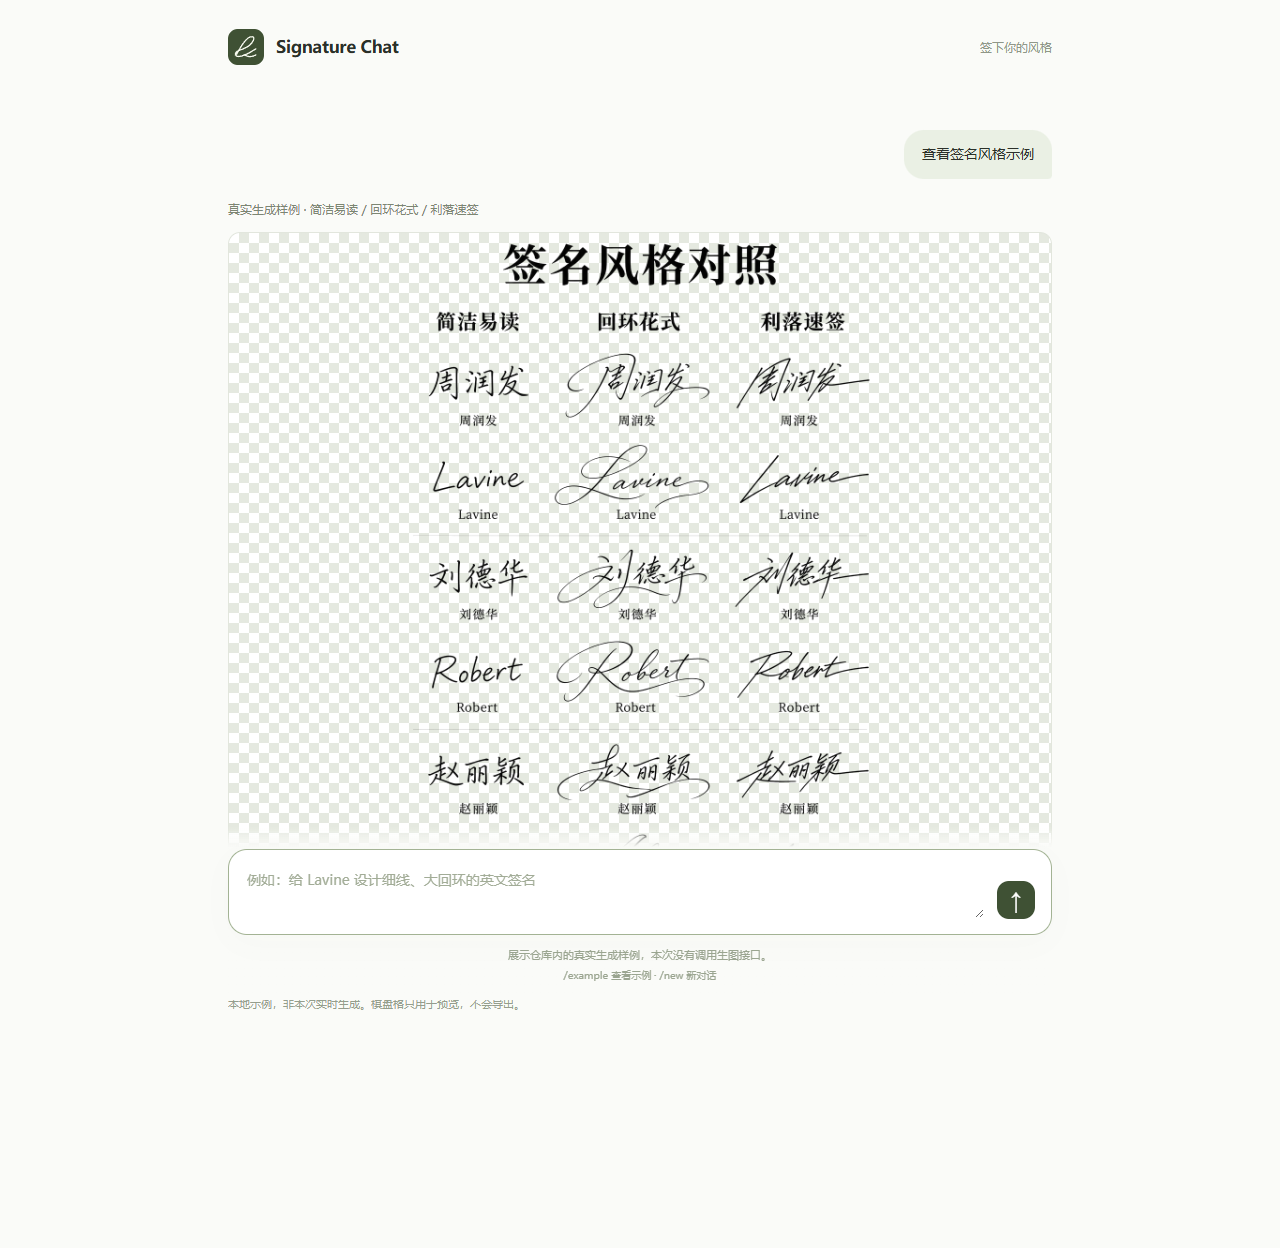 Signature Chat
签下你的风格
查看签名风格示例
真实生成样例 · 简洁易读 / 回环花式 / 利落速签
签名风格对照
简洁易读 回环花式 利落速签
周润发 周润发 周润发
周润发 周润发 周润发
Lavine Lavine Lavine
Lavine Lavine Lavine
刘德华 刘德华 刘德华
刘德华 刘德华 刘德华
Robert Robert Robert
Robert Robert Robert
赵丽颖 赵丽颖 赵丽颖
赵丽颖 赵丽颖 赵丽颖
例如：给 Lavine 设计细线、大回环的英文签名
展示仓库内的真实生成样例，本次没有调用生图接口。
/example 查看示例 · /new 新对话
本地示例，非本次实时生成。棋盘格只用于预览，不会导出。